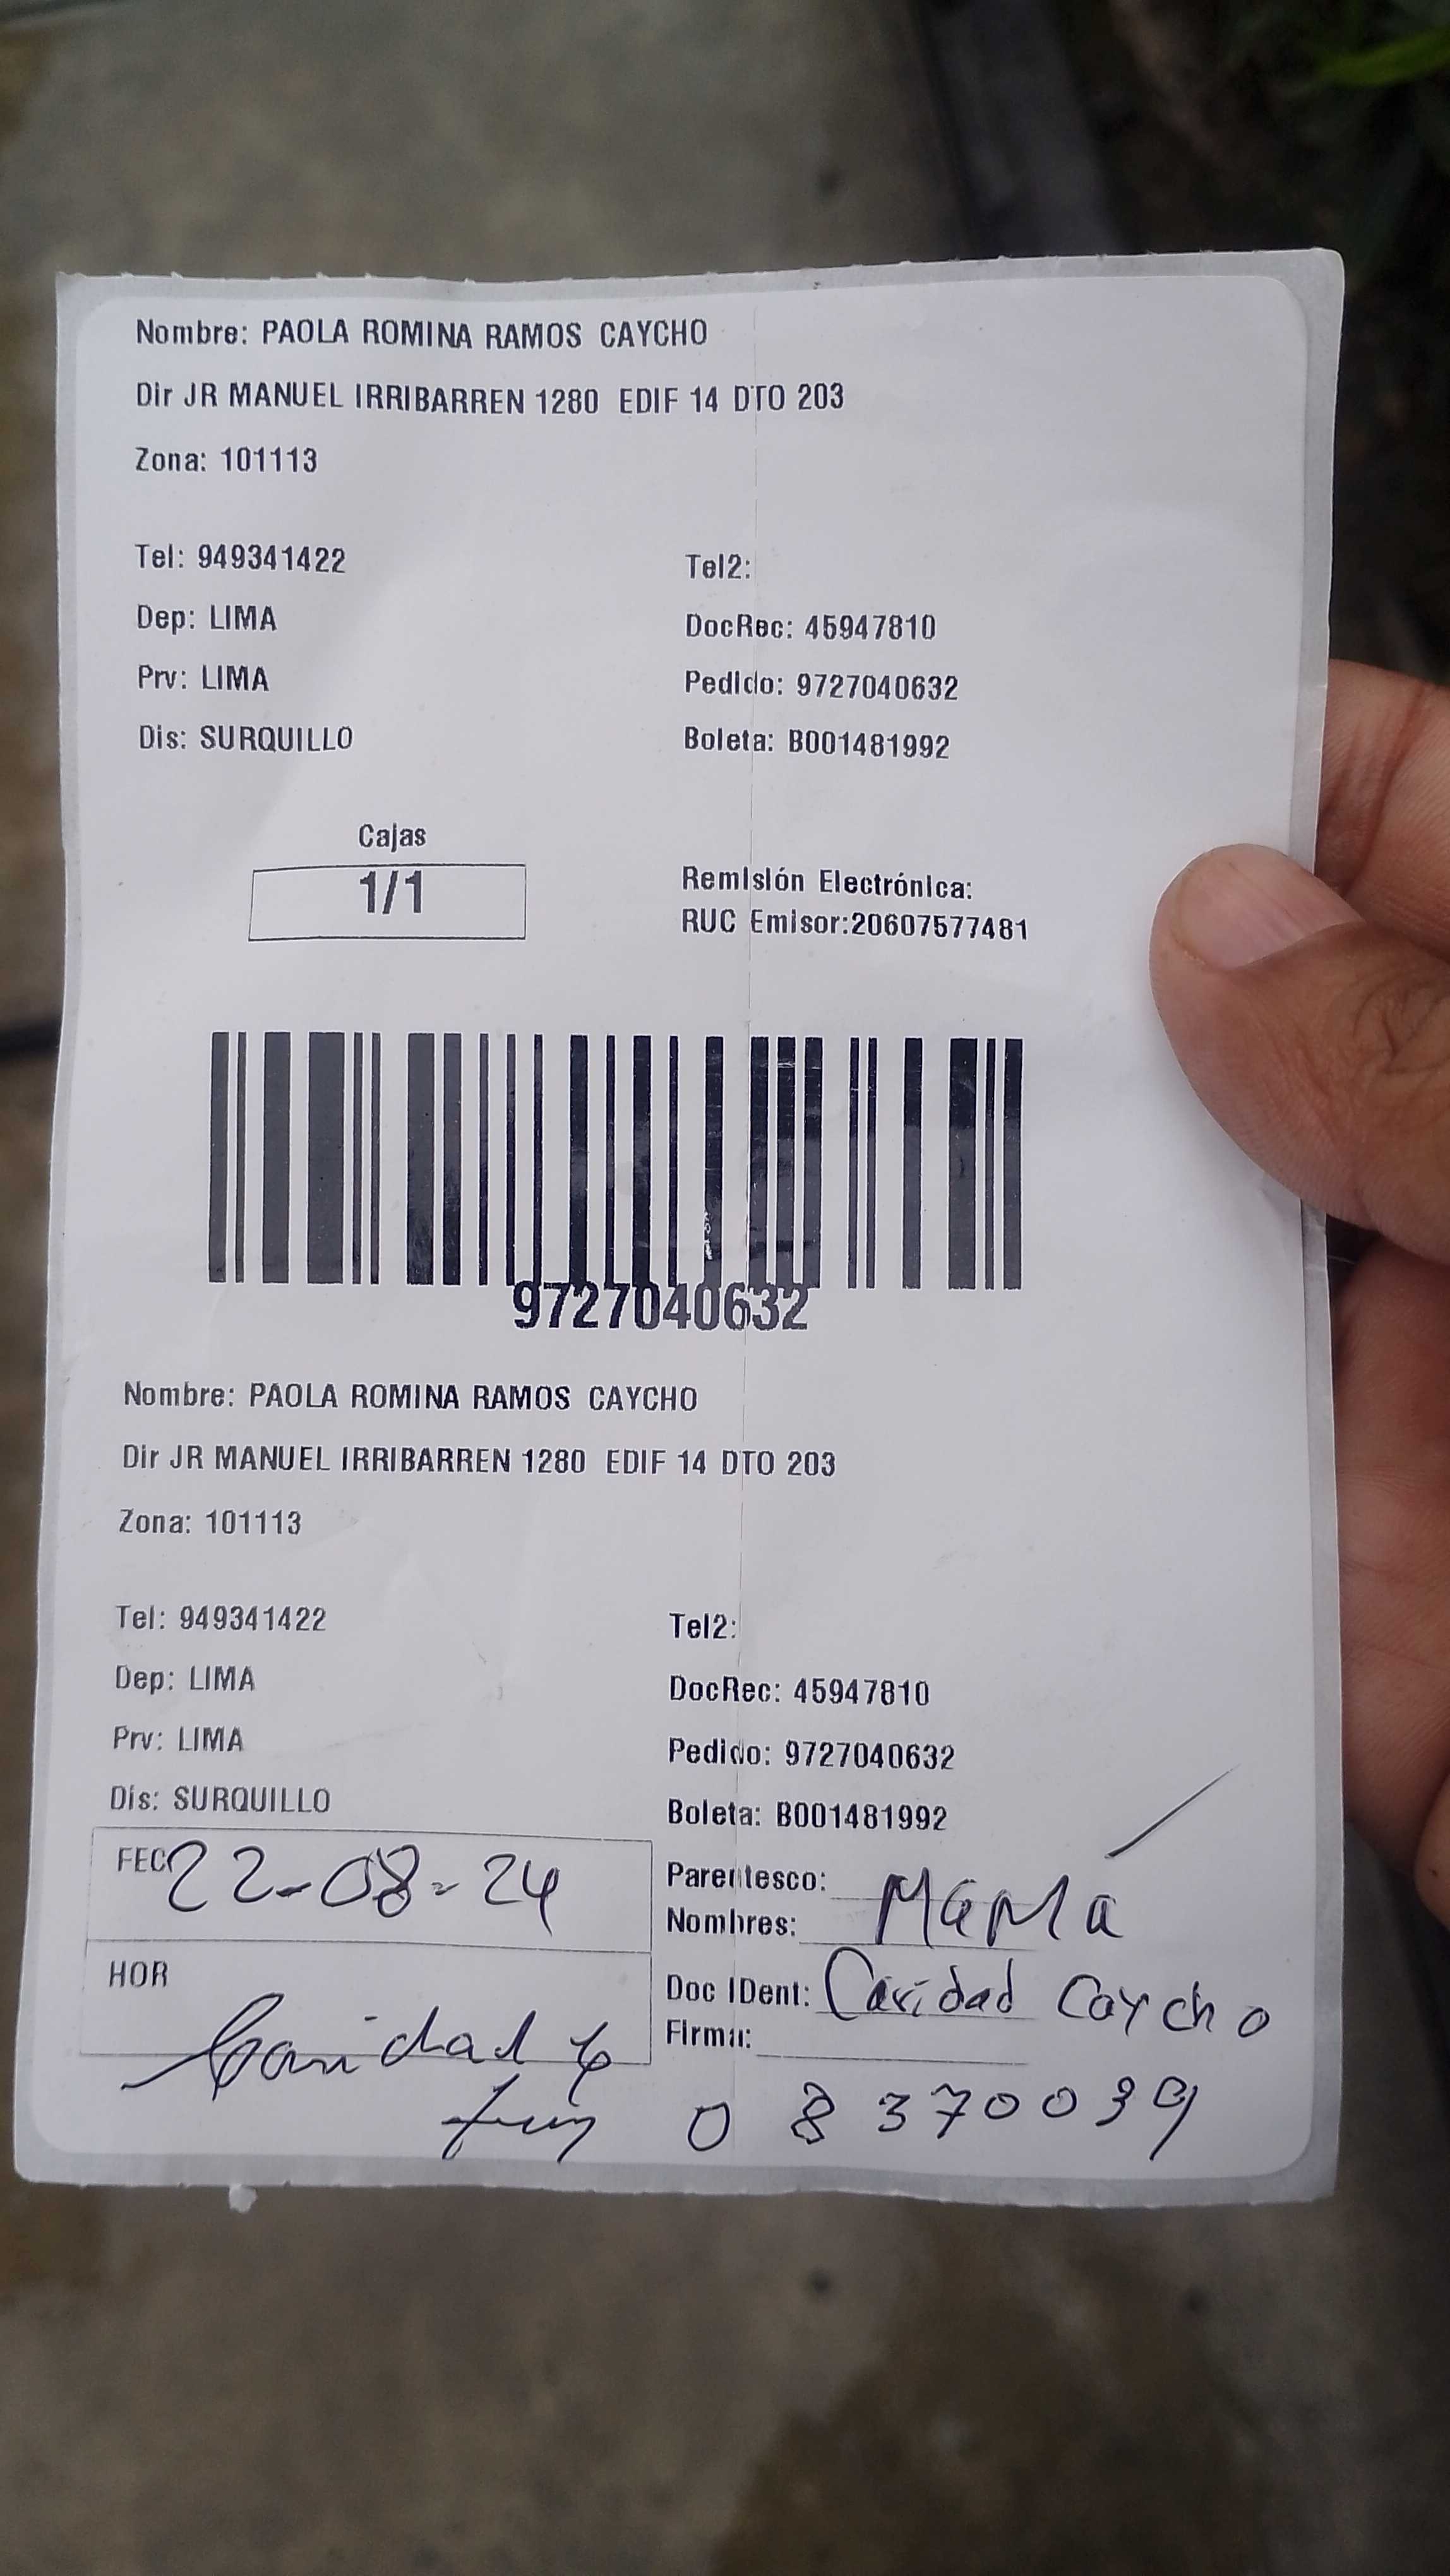 Nombre: PAOLA ROMINA RAMOS CAYCHO
Dir JR MANUEL IRRIBARREN 1280 EDIF 14 DTO 203
Zona: 101113
Tel: 949341422 Tel2:
Dep: LIMA DocRec: 45947810
Prv: LIMA Pedido: 9727040632
Dis: SURQUILLO Boleta: B001481992
Cajas
1/1
Remisión Electrónica:
RUC Emisor:20607577481
9727040632
Nombre: PAOLA ROMINA RAMOS CAYCHO
Dir JR MANUEL IRRIBARREN 1280 EDIF 14 DTO 203
Zona: 101113
Tel: 949341422 Tel2:
Dep: LIMA DocRec: 45947810
Prv: LIMA Pedido: 9727040632
Dis: SURQUILLO Boleta: B001481992
FEC 22-08-24
Parentesco: MaMa
Nombres:
HOR
Doc IDent: Caridad Caycho
Firma:
Caridad
08370039